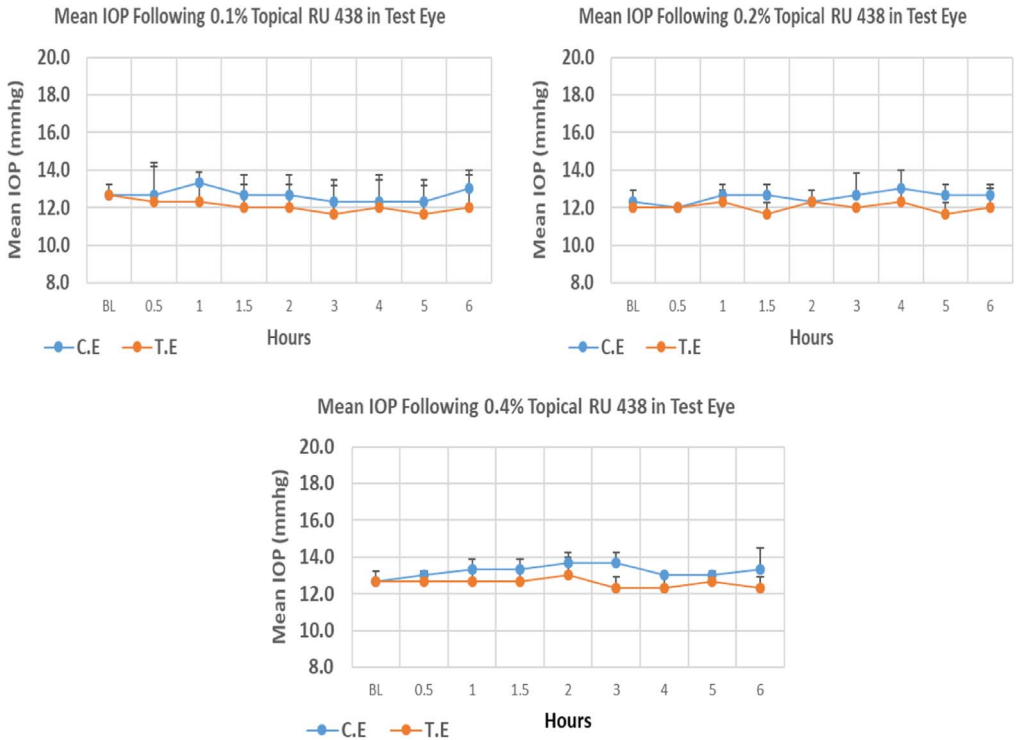 Mean IOP Following 0.1% Topical RU 438 in Test Eye
20.0
18.0
16.0
14.0
12.0
10.0
8.0
Mean IOP (mmhg)
BL 0.5 1 1.5 2 3 4 5 6
Hours
C.E T.E
Mean IOP Following 0.2% Topical RU 438 in Test Eye
20.0
18.0
16.0
14.0
12.0
10.0
8.0
Mean IOP (mmhg)
BL 0.5 1 1.5 2 3 4 5 6
Hours
C.E T.E
Mean IOP Following 0.4% Topical RU 438 in Test Eye
20.0
18.0
16.0
14.0
12.0
10.0
8.0
Mean IOP (mmhg)
BL 0.5 1 1.5 2 3 4 5 6
Hours
C.E T.E